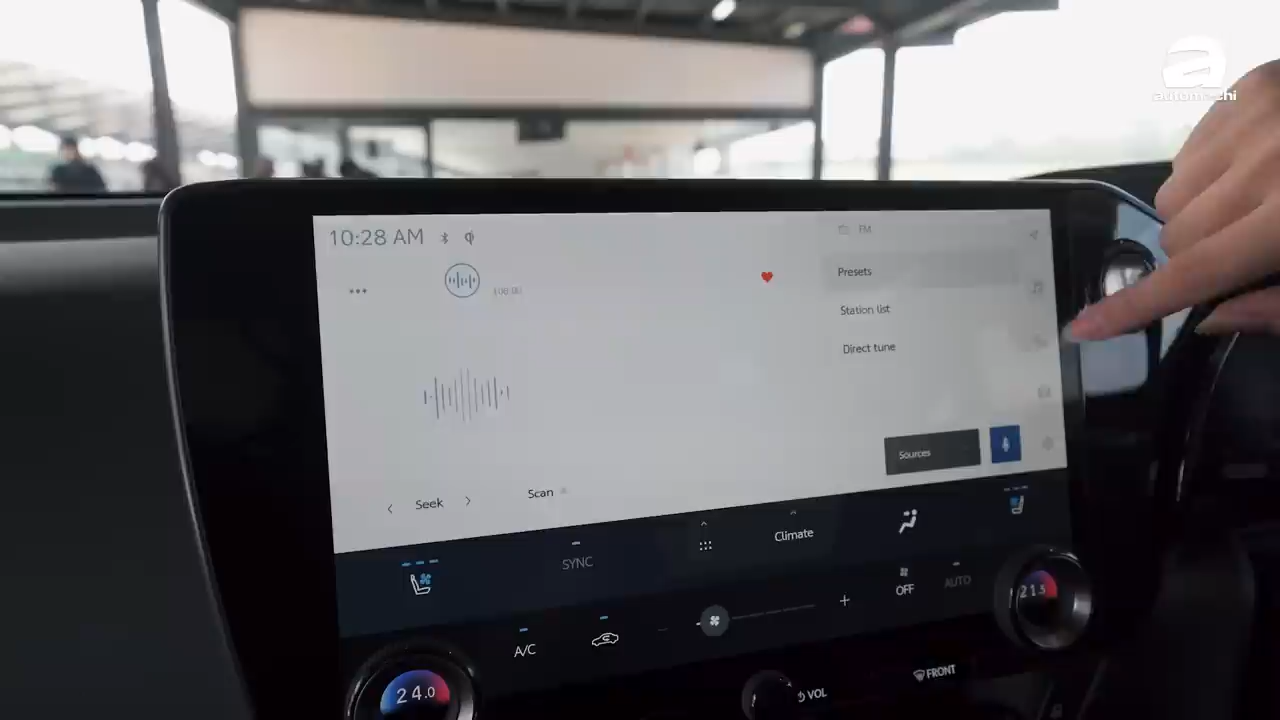 automachi
10:28 AM
FM
Presets
Station list
Direct tune
Sources
Seek
Scan
SYNC
Climate
OFF
AUTO
A/C
24.0
21.5
VOL
FRONT